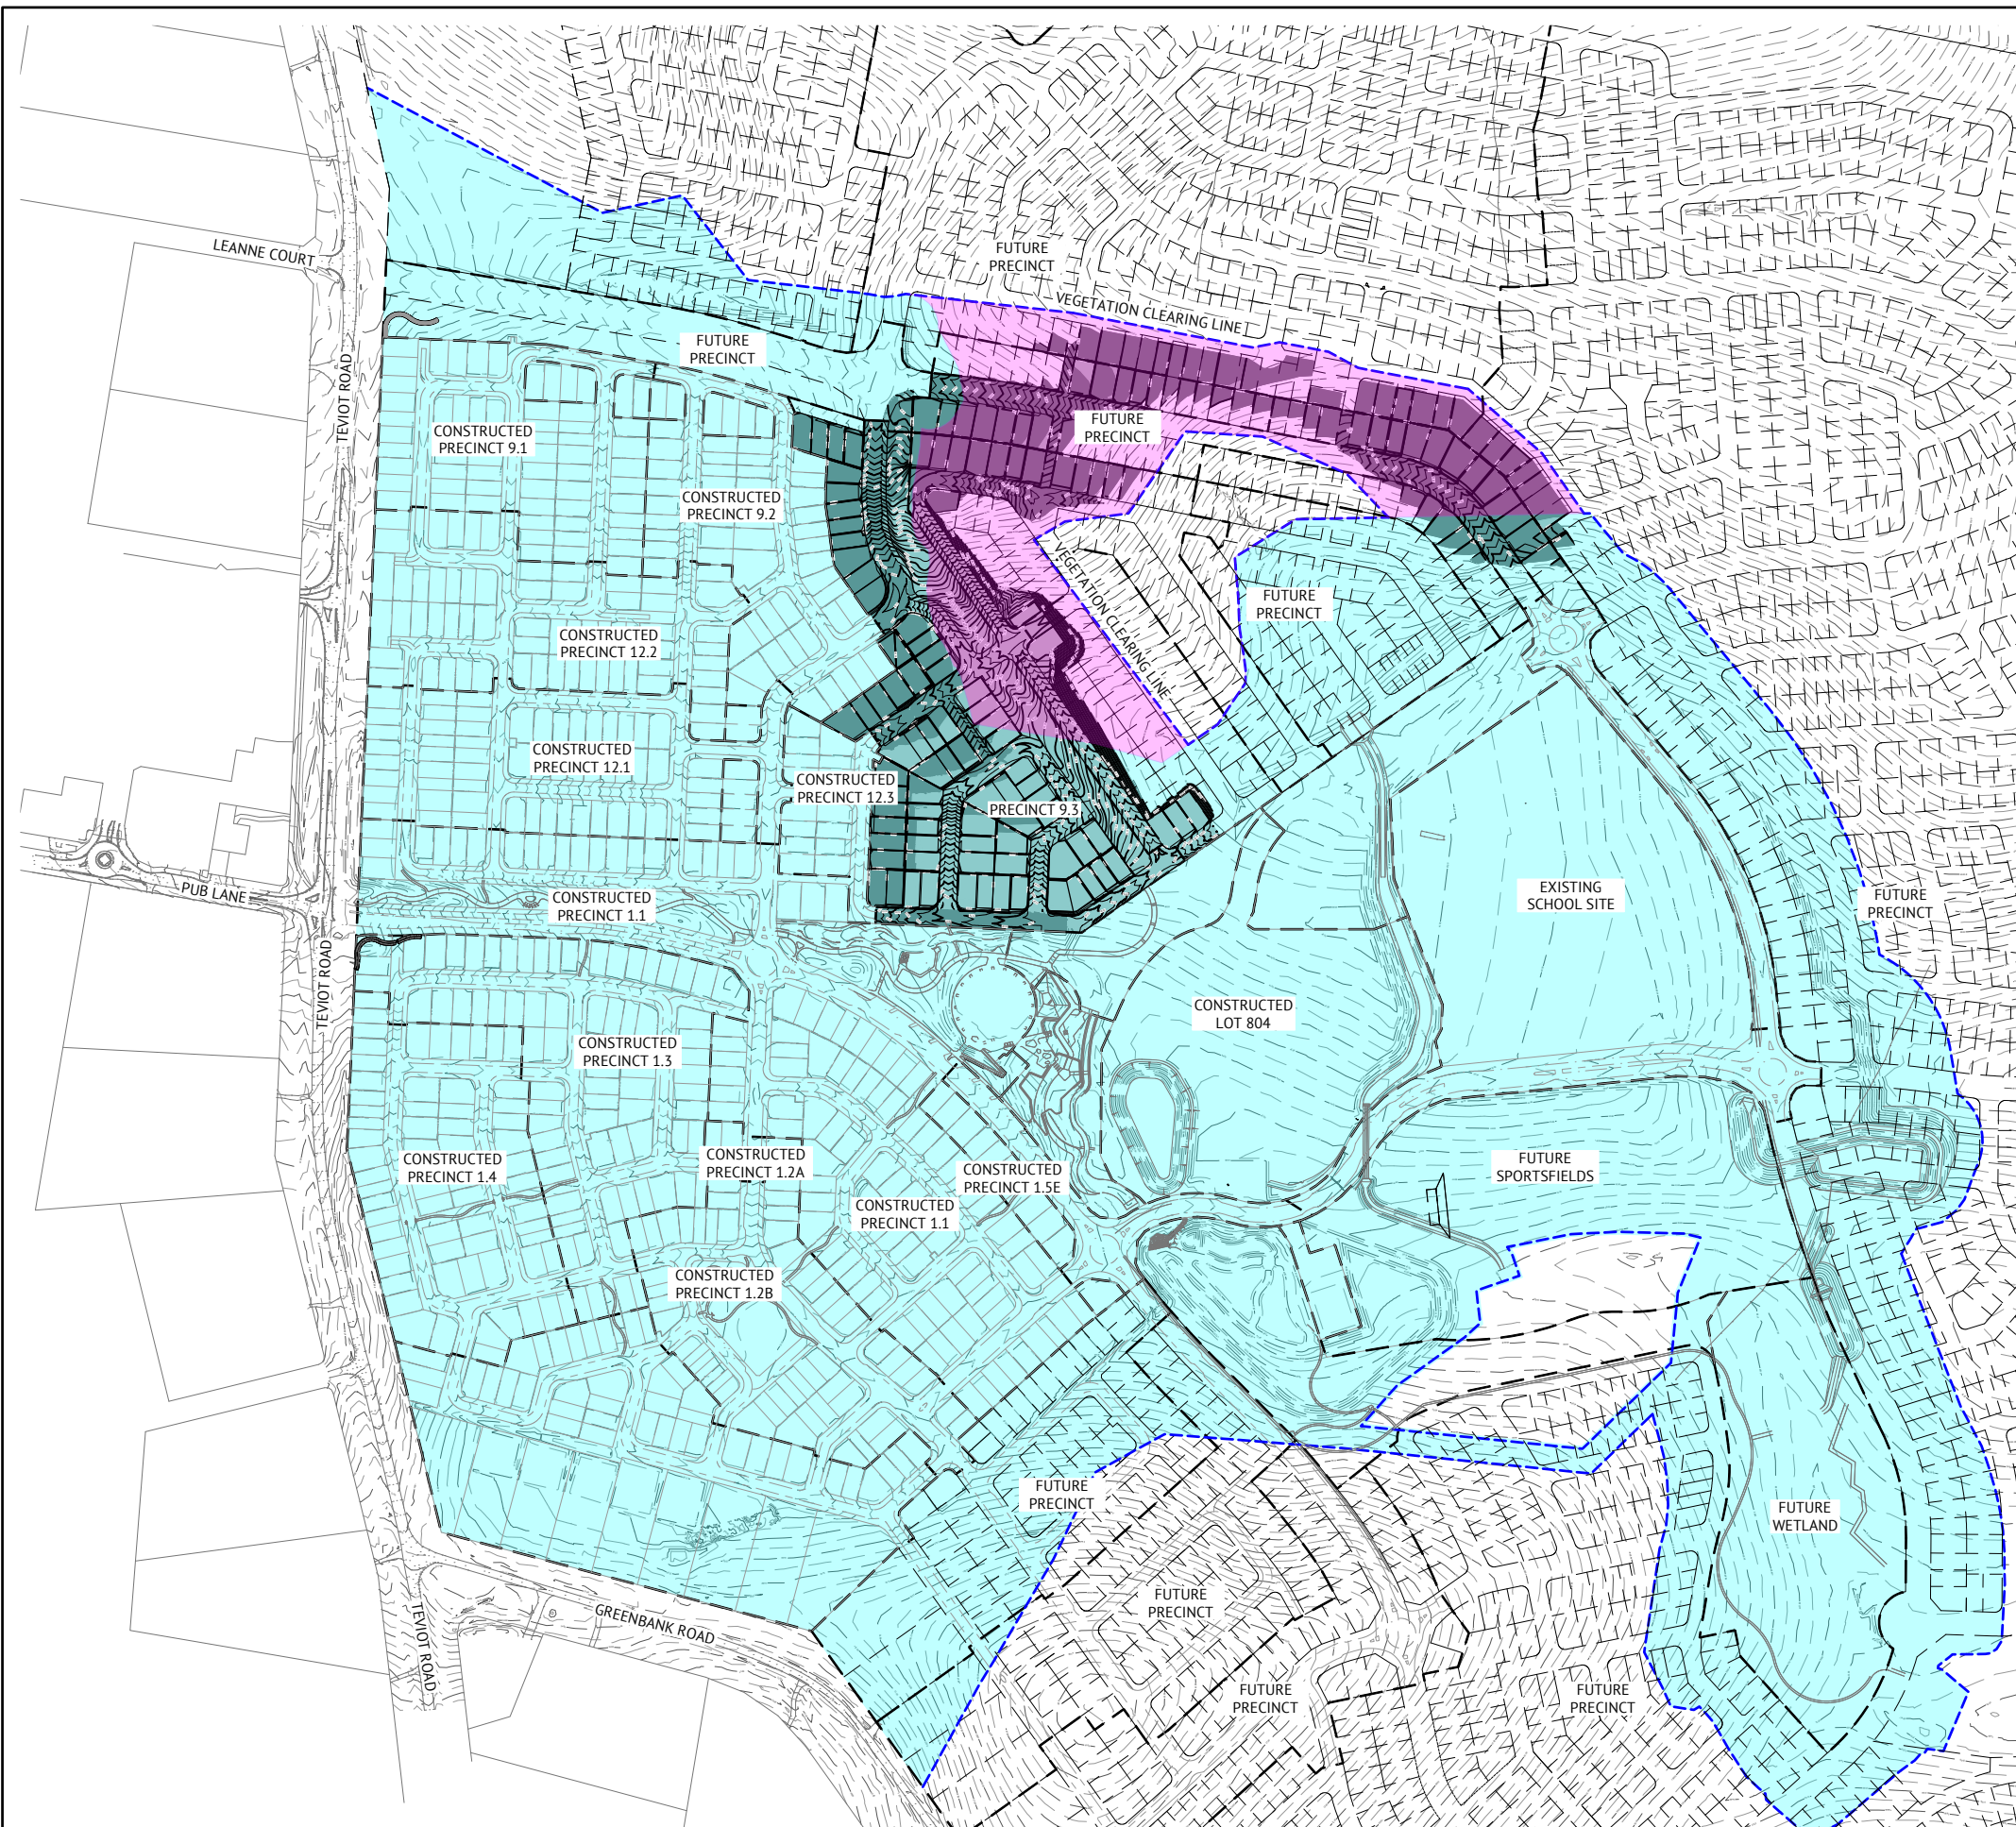 LEANNE COURT
FUTURE
PRECINCT
VEGETATION CLEARING LINE
FUTURE
PRECINCT
TEVIOT ROAD
FUTURE
PRECINCT
CONSTRUCTED
PRECINCT 9.1
CONSTRUCTED
PRECINCT 9.2
VEGETATION CLEARING LINE
FUTURE
PRECINCT
CONSTRUCTED
PRECINCT 12.2
CONSTRUCTED
PRECINCT 12.1
CONSTRUCTED
PRECINCT 12.3
PRECINCT 9.3
PUB LANE
CONSTRUCTED
PRECINCT 1.1
EXISTING
SCHOOL SITE
FUTURE
PRECINCT
TEVIOT ROAD
CONSTRUCTED
LOT 804
CONSTRUCTED
PRECINCT 1.3
CONSTRUCTED
PRECINCT 1.4
CONSTRUCTED
PRECINCT 1.2A
CONSTRUCTED
PRECINCT 1.5E
FUTURE
SPORTSFIELDS
CONSTRUCTED
PRECINCT 1.1
CONSTRUCTED
PRECINCT 1.2B
FUTURE
PRECINCT
FUTURE
WETLAND
FUTURE
PRECINCT
GREENBANK ROAD
TEVIOT ROAD
FUTURE
PRECINCT
FUTURE
PRECINCT